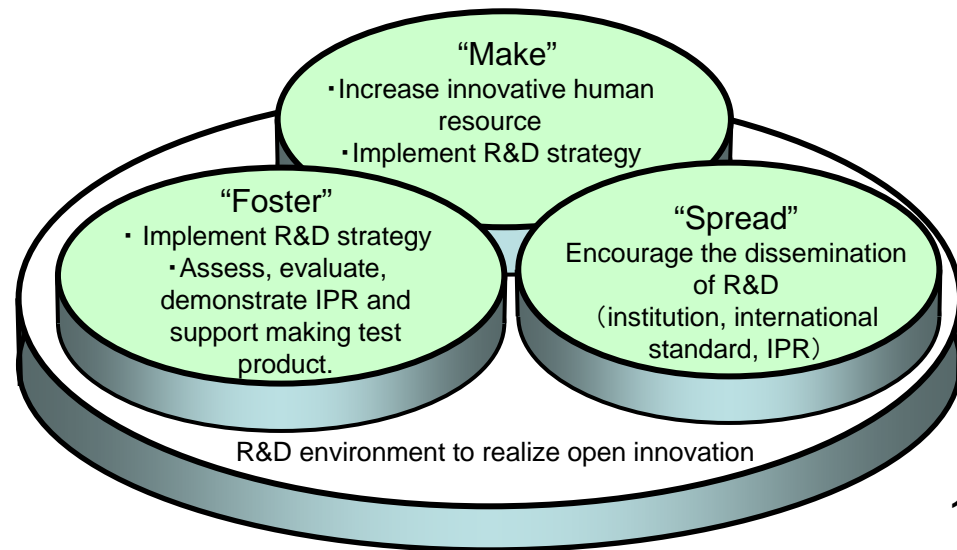 “Make”
・Increase innovative human
resource
・Implement R&D strategy
“Foster”
・ Implement R&D strategy
・Assess, evaluate,
demonstrate IPR and
support making test
product.
“Spread”
Encourage the dissemination
of R&D
（institution, international
standard, IPR）
R&D environment to realize open innovation